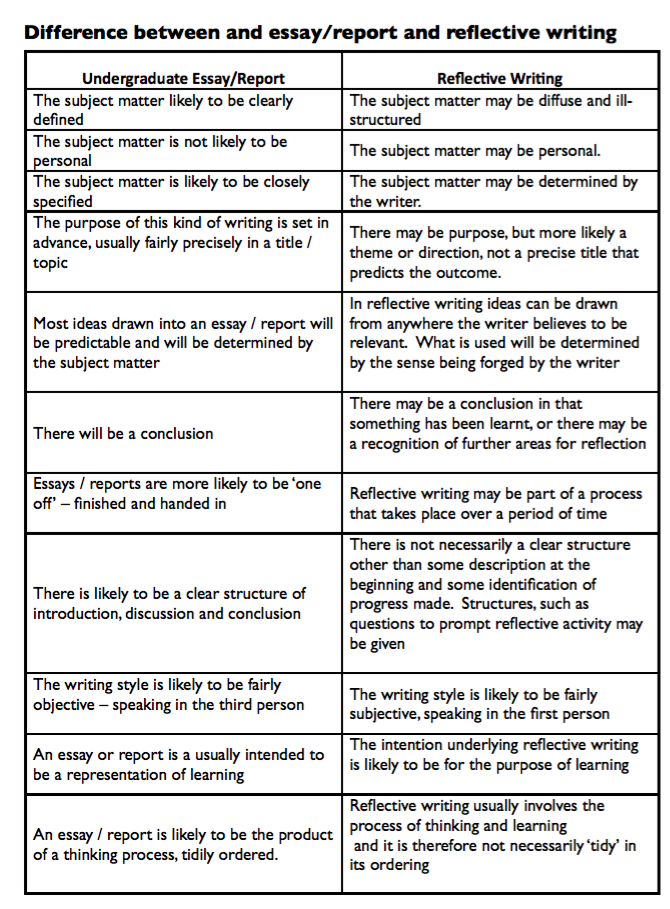 Difference between and essay/report and reflective writing
Undergraduate Essay/Report
Reflective Writing
The subject matter likely to be clearly
defined
The subject matter may be diffuse and ill-
structured
The subject matter is not likely to be
personal
The subject matter may be personal.
The subject matter is likely to be closely
specified
The subject matter may be determined by
the writer.
The purpose of this kind of writing is set in
advance, usually fairly precisely in a title /
topic
There may be purpose, but more likely a
theme or direction, not a precise title that
predicts the outcome.
Most ideas drawn into an essay / report will
be predictable and will be determined by
the subject matter
In reflective writing ideas can be drawn
from anywhere the writer believes to be
relevant.  What is used will be determined
by the sense being forged by the writer
There will be a conclusion
There may be a conclusion in that
something has been learnt, or there may be
a recognition of further areas for reflection
Essays / reports are more likely to be ‘one
off’ – finished and handed in
Reflective writing may be part of a process
that takes place over a period of time
There is likely to be a clear structure of
introduction, discussion and conclusion
There is not necessarily a clear structure
other than some description at the
beginning and some identification of
progress made.  Structures, such as
questions to prompt reflective activity may
be given
The writing style is likely to be fairly
objective – speaking in the third person
The writing style is likely to be fairly
subjective, speaking in the first person
An essay or report is a usually intended to
be a representation of learning
The intention underlying reflective writing
is likely to be for the purpose of learning
An essay / report is likely to be the product
of a thinking process, tidily ordered.
Reflective writing usually involves the
process of thinking and learning
and it is therefore not necessarily ‘tidy’ in
its ordering